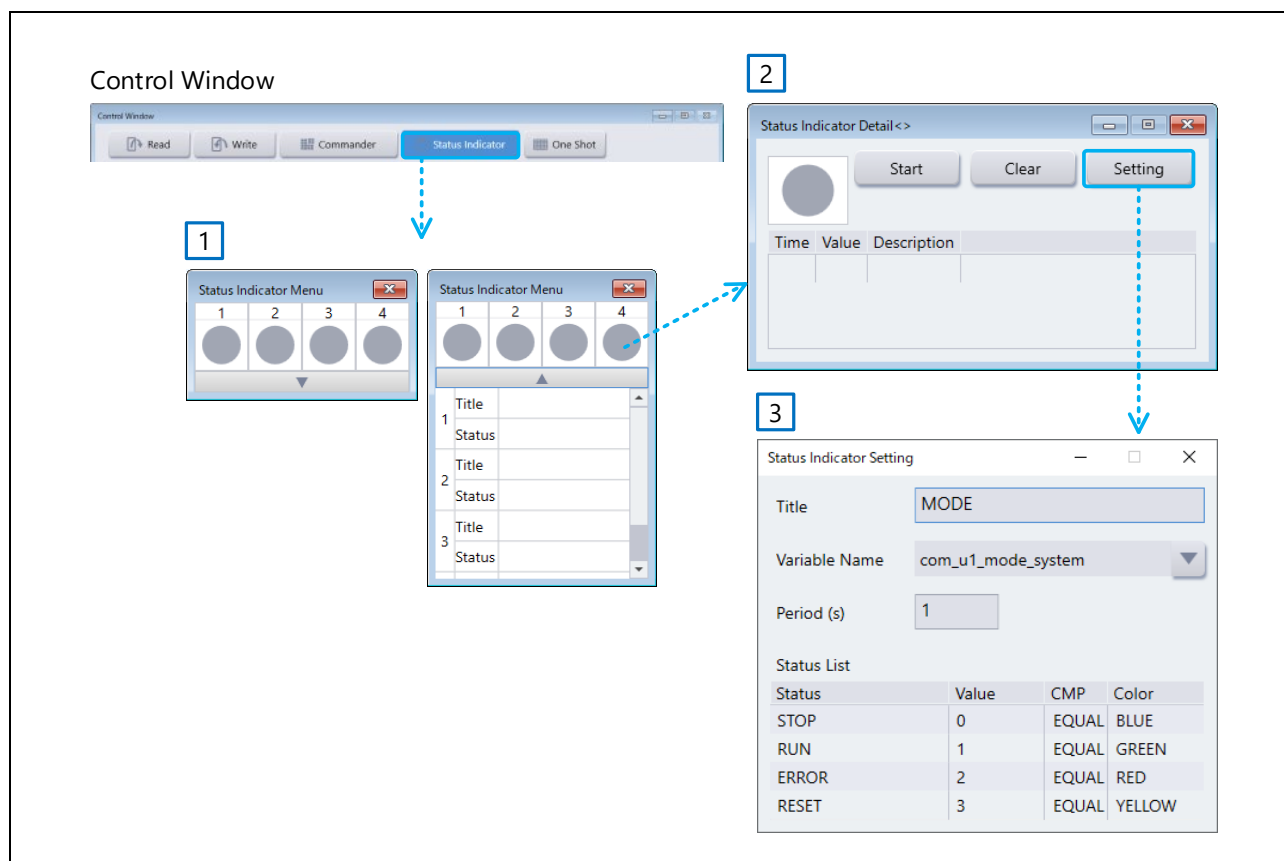 Control Window
Control Window
Read Write Commander Status Indicator One Shot
1
Status Indicator Menu
1 2 3 4
▼
Status Indicator Menu
1 2 3 4
▲
1 Title
Status
2 Title
Status
3 Title
Status
2
Status Indicator Detail<>
Start Clear Setting
Time Value Description
3
Status Indicator Setting
Title MODE
Variable Name com_u1_mode_system
Period (s) 1
Status List
Status Value CMP Color
STOP 0 EQUAL BLUE
RUN 1 EQUAL GREEN
ERROR 2 EQUAL RED
RESET 3 EQUAL YELLOW